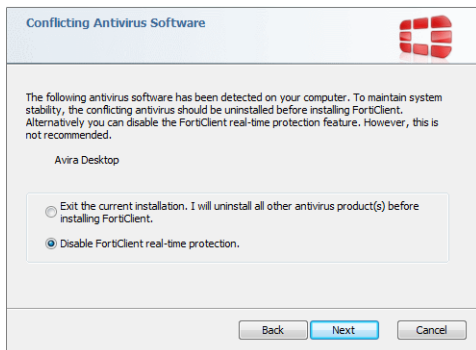 Conflicting Antivirus Software
The following antivirus software has been detected on your computer. To maintain system
stability, the conflicting antivirus should be uninstalled before installing FortiClient.
Alternatively you can disable the FortiClient real-time protection feature. However, this is
not recommended.
Avira Desktop
Exit the current installation. I will uninstall all other antivirus product(s) before
installing FortiClient.
Disable FortiClient real-time protection.
Back Next Cancel